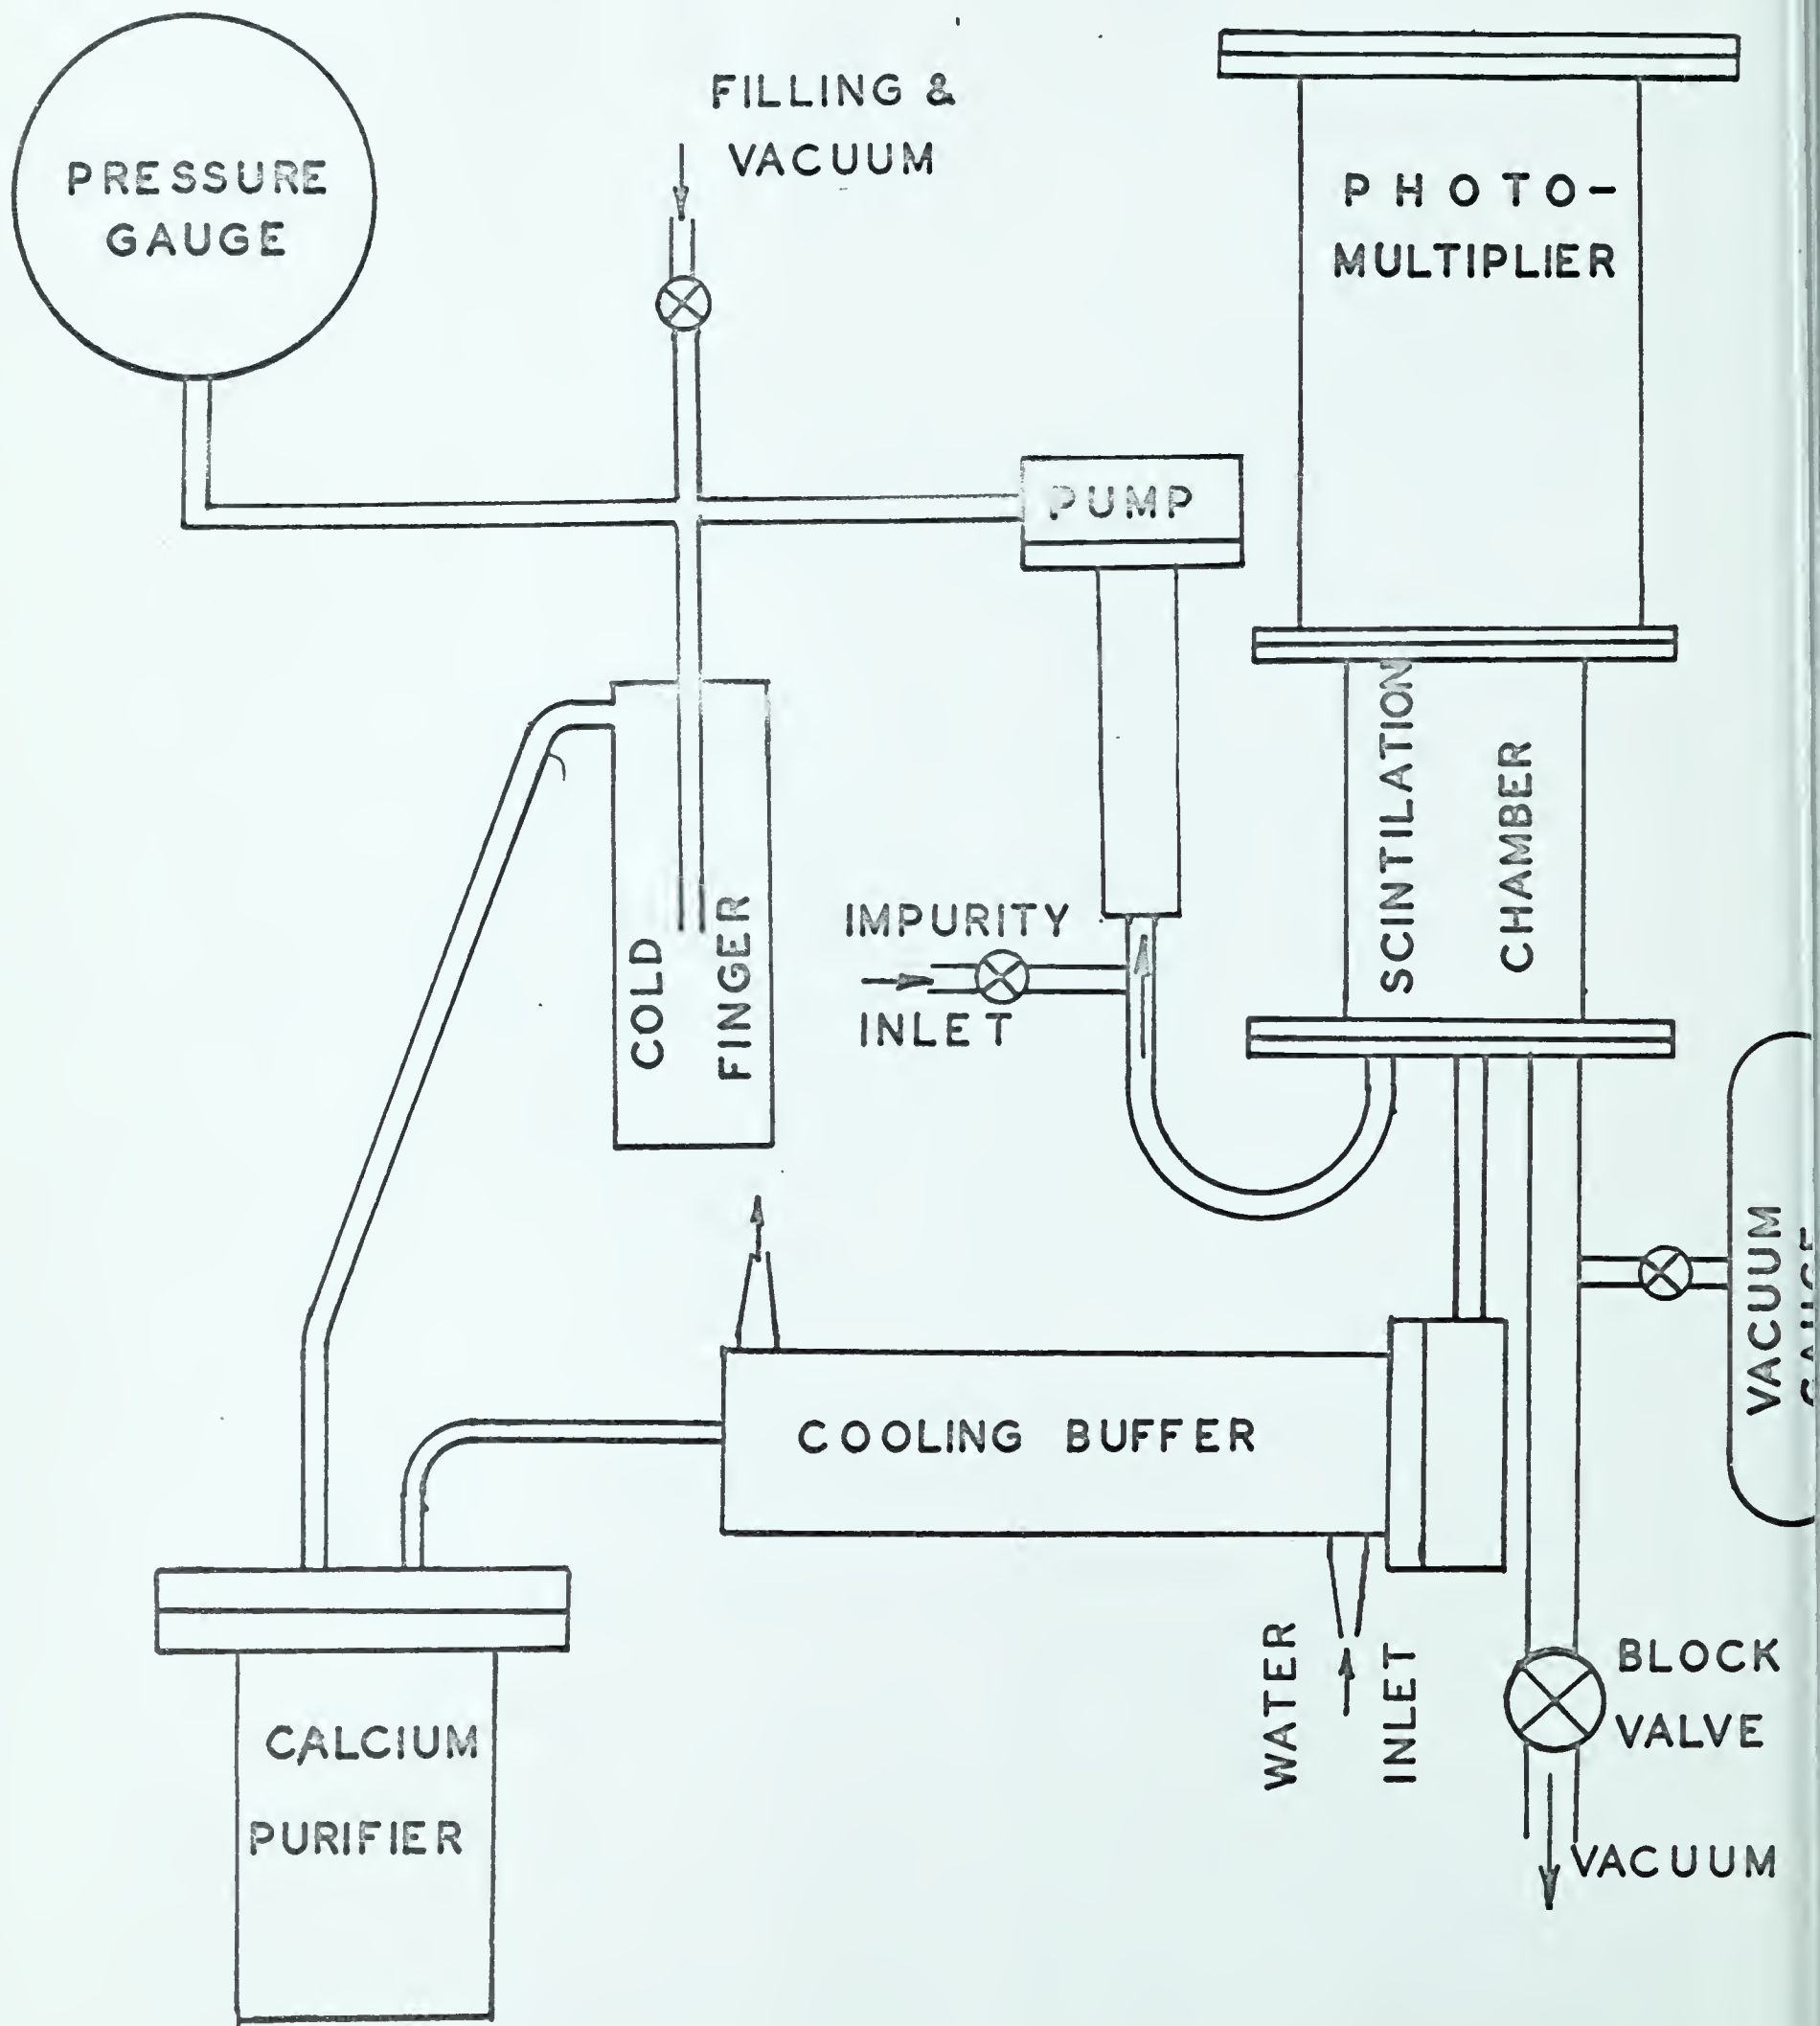 PRESSURE
GAUGE
FILLING &
VACUUM
PHOTO-
MULTIPLIER
PUMP
SCINTILATION
CHAMBER
COLD
FINGER
IMPURITY
INLET
VACUUM
COOLING BUFFER
WATER
INLET
BLOCK
VALVE
VACUUM
CALCIUM
PURIFIER